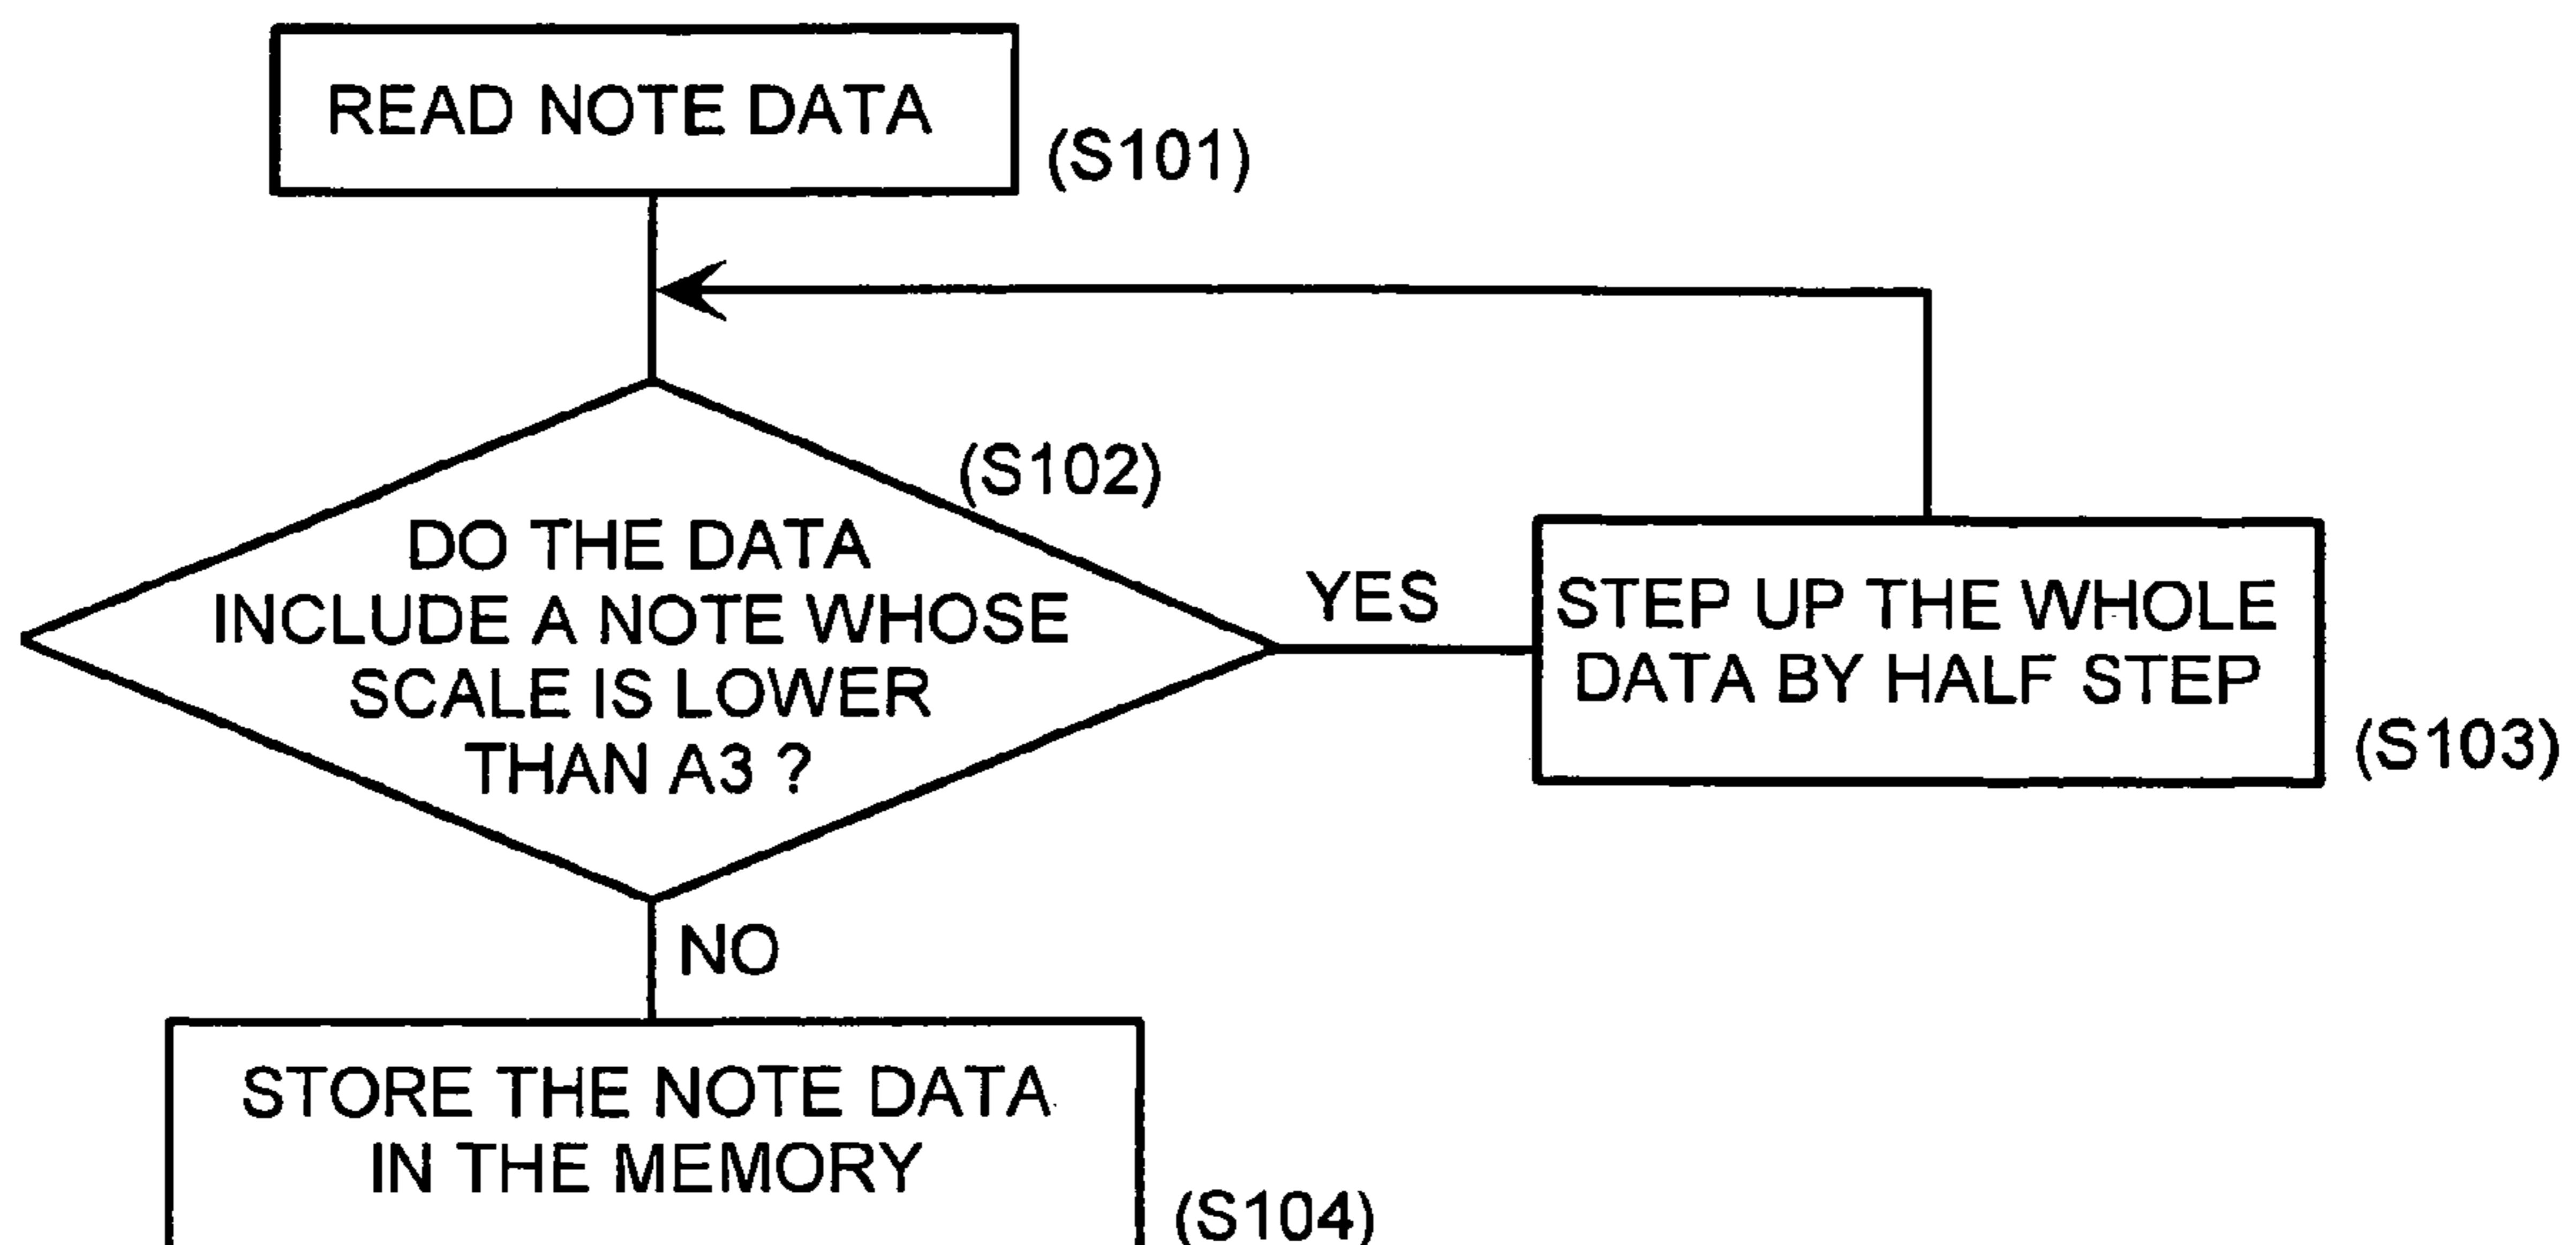 READ NOTE DATA
(S101)
(S102)
DO THE DATA
INCLUDE A NOTE WHOSE
SCALE IS LOWER
THAN A3 ?
YES
STEP UP THE WHOLE
DATA BY HALF STEP
(S103)
NO
STORE THE NOTE DATA
IN THE MEMORY
(S104)